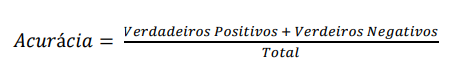 Acurácia = Verdadeiros Positivos + Verdeiros Negativos / Total